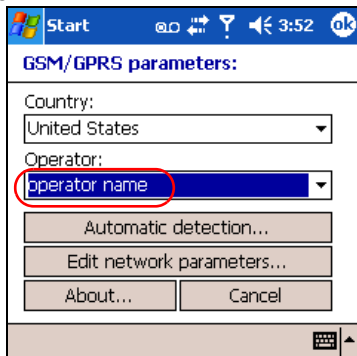 Start 3:52 ok
GSM/GPRS parameters:
Country:
United States
Operator:
operator name
Automatic detection...
Edit network parameters...
About... Cancel